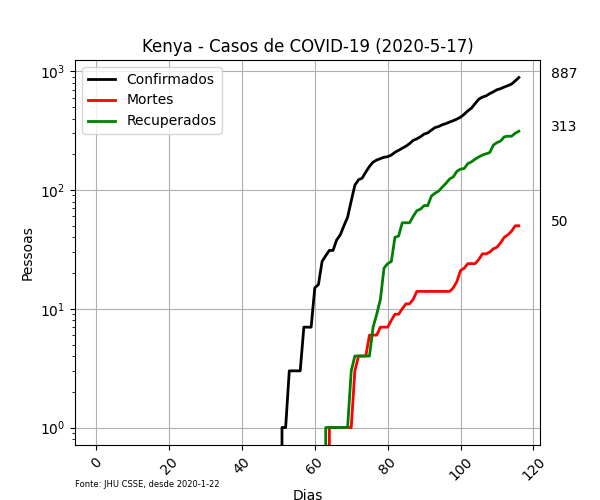 Kenya - Casos de COVID-19 (2020-5-17)
Confirmados
Mortes
Recuperados
887
313
50
10³
10²
10¹
10⁰
Pessoas
0
20
40
60
80
100
120
Dias
Fonte: JHU CSSE, desde 2020-1-22